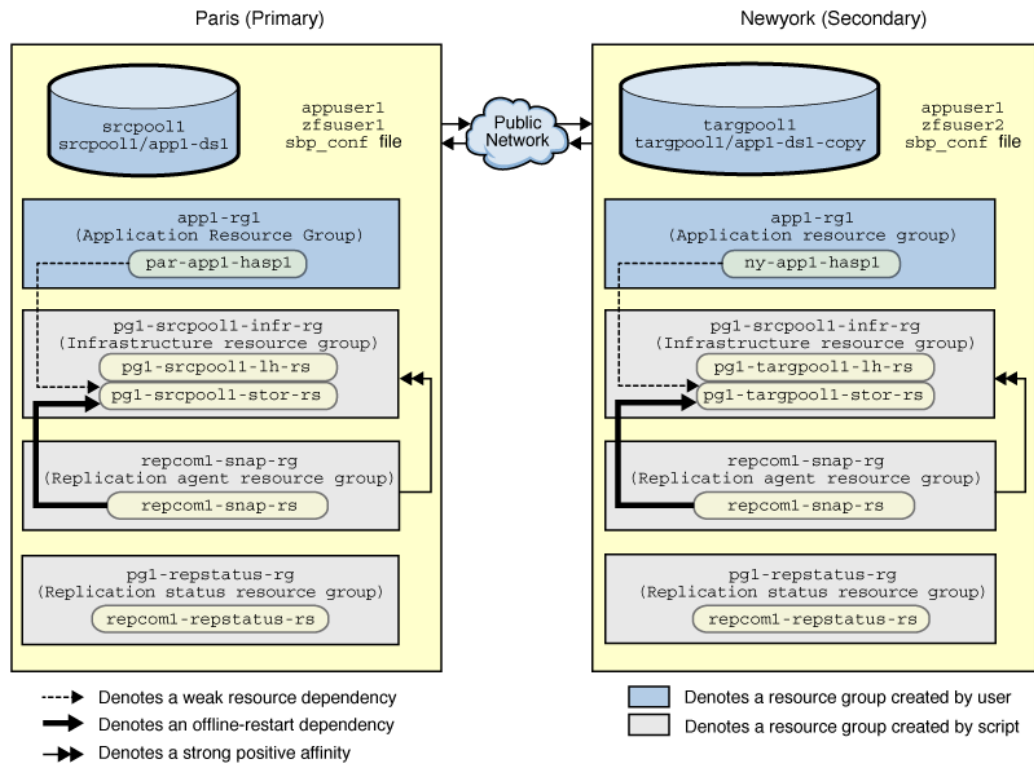 Paris (Primary)
Newyork (Secondary)
srcpool1
srcpool1/app1-ds1
appuser1
zfsuser1
sbp_conf file
Public
Network
targpool1
targpool1/app1-ds1-copy
appuser1
zfsuser2
sbp_conf file
app1-rg1
(Application Resource Group)
par-app1-hasp1
pg1-srcpool1-infr-rg
(Infrastructure resource group)
pg1-srcpool1-lh-rs
pg1-srcpool1-stor-rs
repcom1-snap-rg
(Replication agent resource group)
repcom1-snap-rs
pg1-repstatus-rg
(Replication status resource group)
repcom1-repstatus-rs
app1-rg1
(Application resource group)
ny-app1-hasp1
pg1-srcpool1-infr-rg
(Infrastructure resource group)
pg1-targpool1-lh-rs
pg1-targpool1-stor-rs
repcom1-snap-rg
(Replication agent resource group)
repcom1-snap-rs
pg1-repstatus-rg
(Replication status resource group)
repcom1-repstatus-rs
Denotes a weak resource dependency
Denotes an offline-restart dependency
Denotes a strong positive affinity
Denotes a resource group created by user
Denotes a resource group created by script